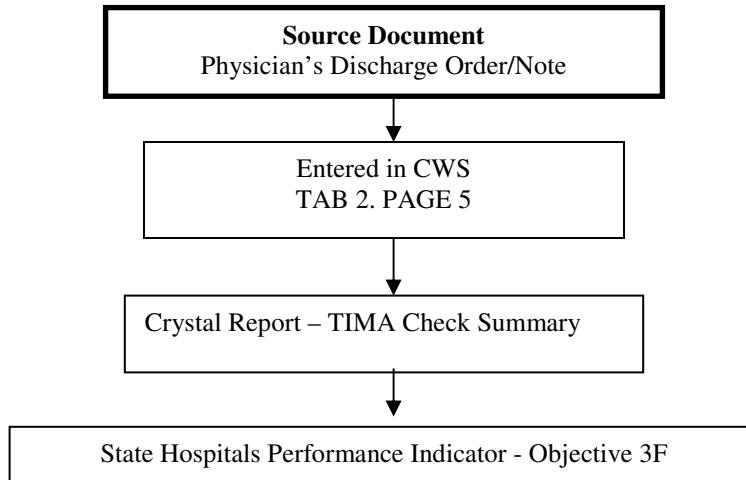 Source Document
Physician’s Discharge Order/Note
Entered in CWS
TAB 2. PAGE 5
Crystal Report – TIMA Check Summary
State Hospitals Performance Indicator - Objective 3F